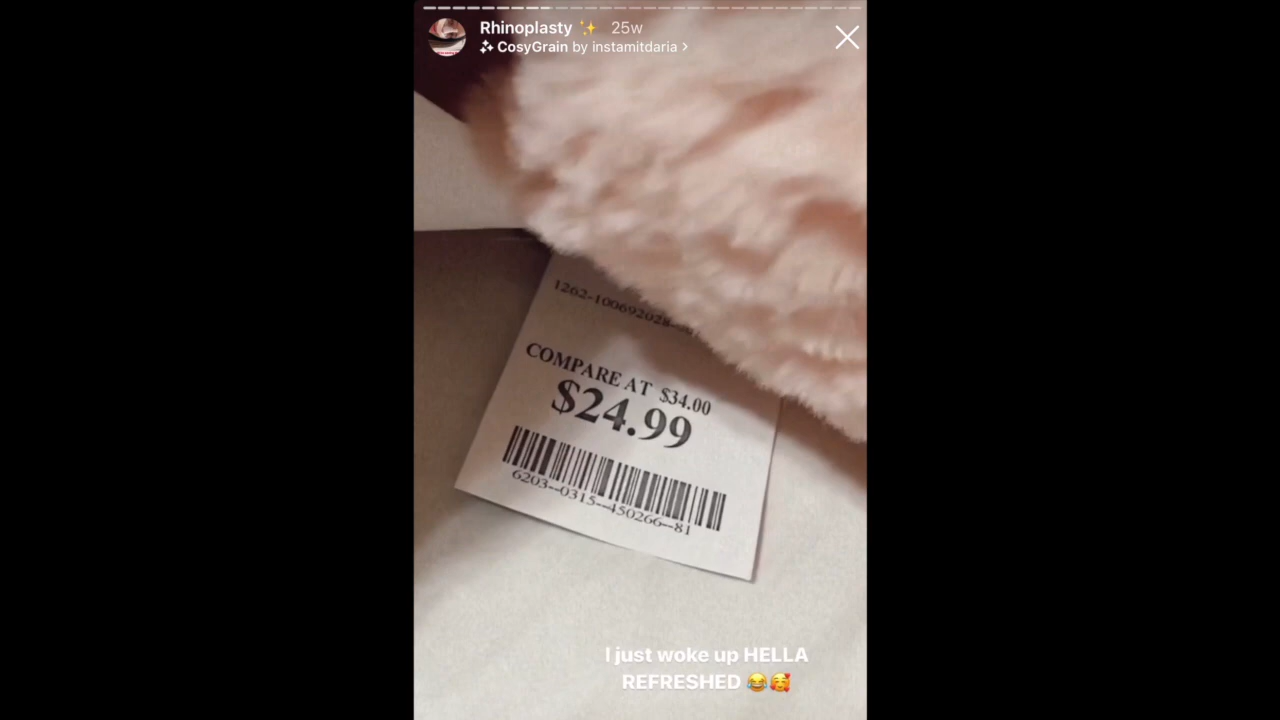 Rhinoplasty ✨ 25w
CosyGrain by instamitdaria >
1262-100692028-
COMPARE AT $34.00
$24.99
6203--0315--450266--81
I just woke up HELLA
REFRESHED 😂🥰